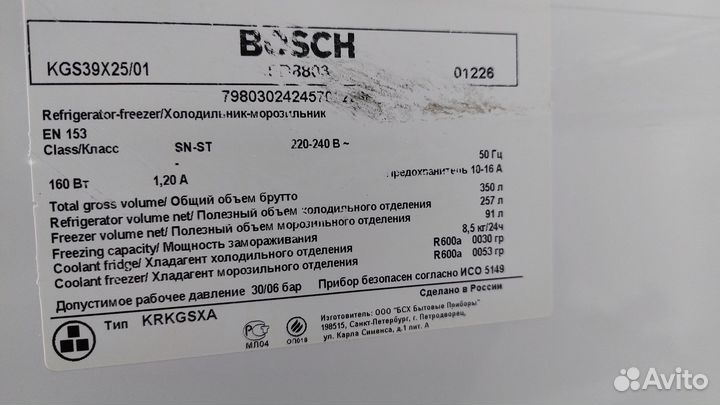 BOSCH
KGS39X25/01 FD8803 01226
Refrigerator-freezer/Холодильник-морозильник
EN 153
Class/Класс SN-ST 220-240 В ~ 50 Гц
-
160 Вт 1,20 А Предохранитель 10-16 А
Total gross volume/ Общий объем брутто 350 л
Refrigerator volume net/ Полезный объем холодильного отделения 257 л
Freezer volume net/ Полезный объем морозильного отделения 91 л
Freezing capacity/ Мощность замораживания 8,5 кг/24ч
Coolant fridge/ Хладагент холодильного отделения R600a 0030 гр
Coolant freezer/ Хладагент морозильного отделения R600a 0053 гр
Допустимое рабочее давление 30/06 бар Прибор безопасен согласно ИСО 5149
Сделано в России
Тип KRKGSXA
РСТ
МЛ04
ОП019
Изготовитель: ООО "БСХ Бытовые Приборы"
198515, Санкт-Петербург, г. Петродворец,
ул. Карла Сименса, д.1 лит. А
Avito